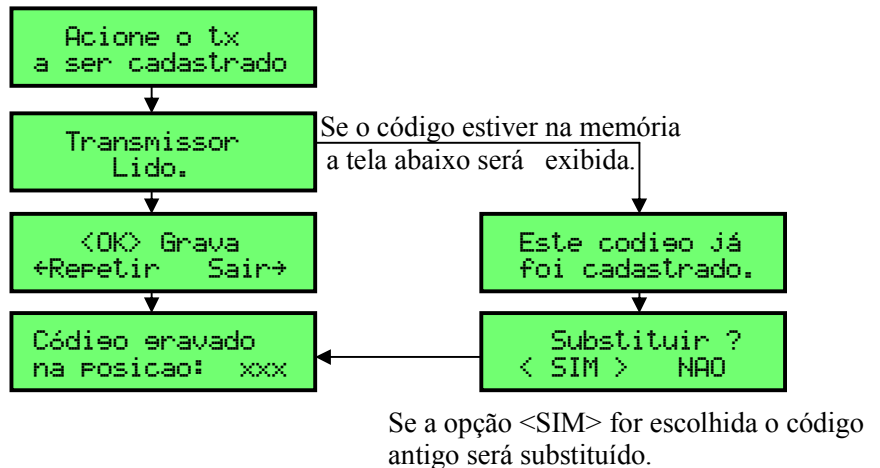 Acione o tx
a ser cadastrado
Transmissor
Lido.
Se o código estiver na memória
a tela abaixo será exibida.
<OK> Grava
←Repetir Sair→
Este codigo já
foi cadastrado.
Código gravado
na posicao: xxx
Substituir ?
< SIM > NAO
Se a opção <SIM> for escolhida o código
antigo será substituído.